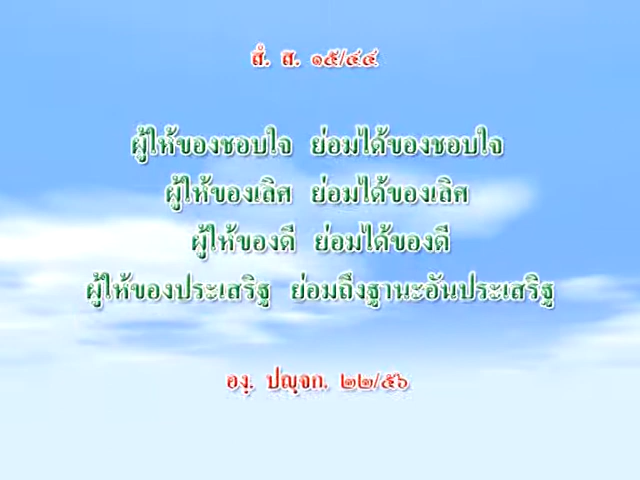 สํ. ส. ๑๕/๔๔
ผู้ให้ของชอบใจ ย่อมได้ของชอบใจ
ผู้ให้ของเลิศ ย่อมได้ของเลิศ
ผู้ให้ของดี ย่อมได้ของดี
ผู้ให้ของประเสริฐ ย่อมถึงฐานะอันประเสริฐ
องฺ. ปญฺจก. ๒๒/๕๖